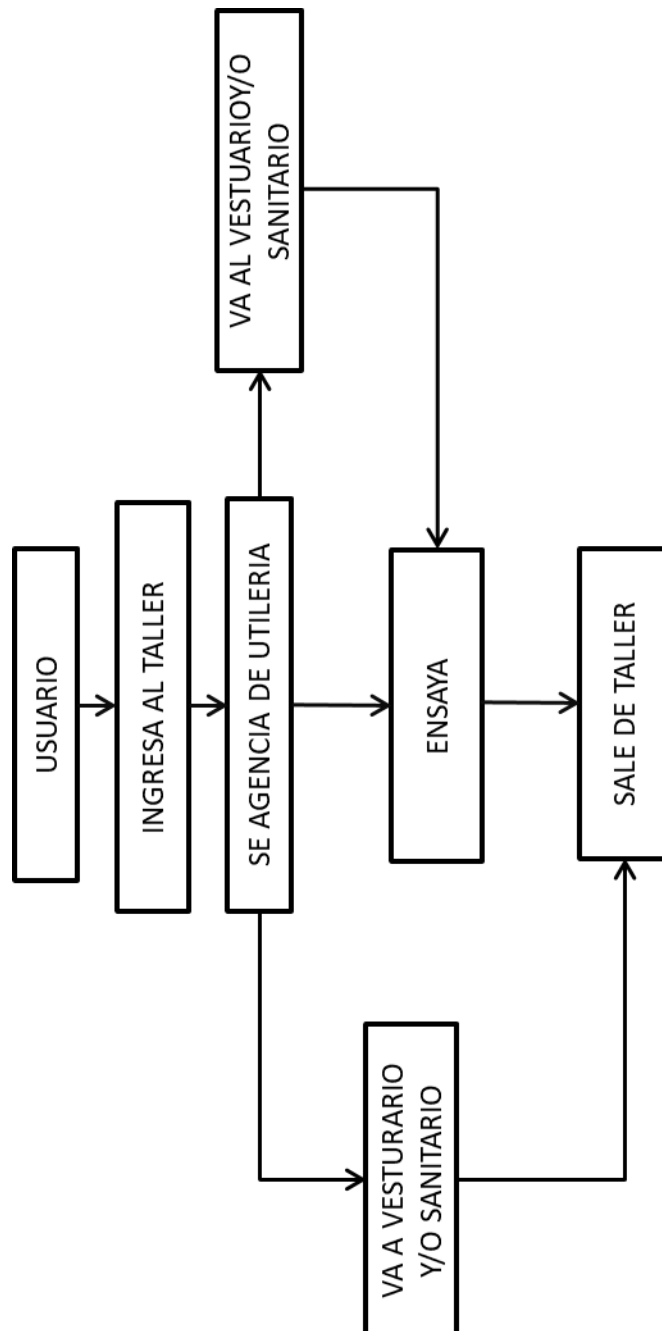 USUARIO
INGRESA AL TALLER
SE AGENCIA DE UTILERIA
VA AL VESTUARIOY/O
SANITARIO
VA A VESTURARIO
Y/O SANITARIO
ENSAYA
SALE DE TALLER